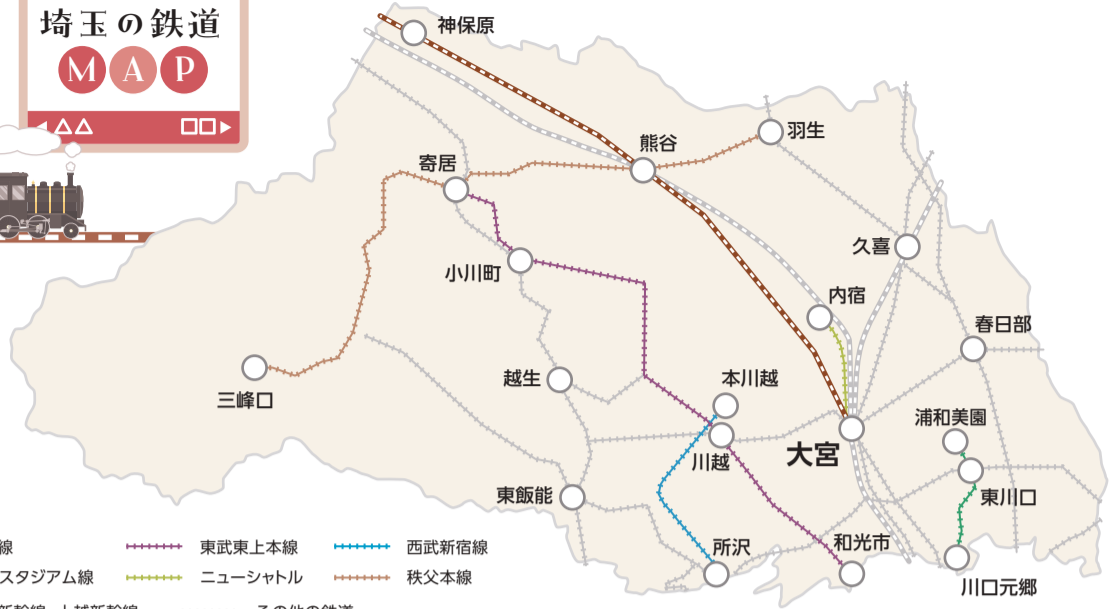 埼玉の鉄道
MAP
△△
□□
神保原
熊谷
羽生
寄居
久喜
小川町
内宿
春日部
三峰口
越生
本川越
浦和美園
大宮
川越
東川口
東飯能
所沢
和光市
川口元郷
線
東武東上本線
西武新宿線
スタジアム線
ニューシャトル
秩父本線